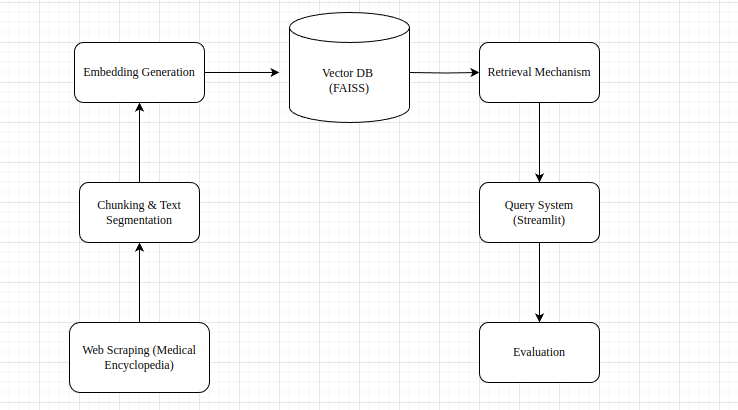 Embedding Generation
Vector DB
(FAISS)
Retrieval Mechanism
Chunking & Text
Segmentation
Query System
(Streamlit)
Web Scraping (Medical
Encyclopedia)
Evaluation